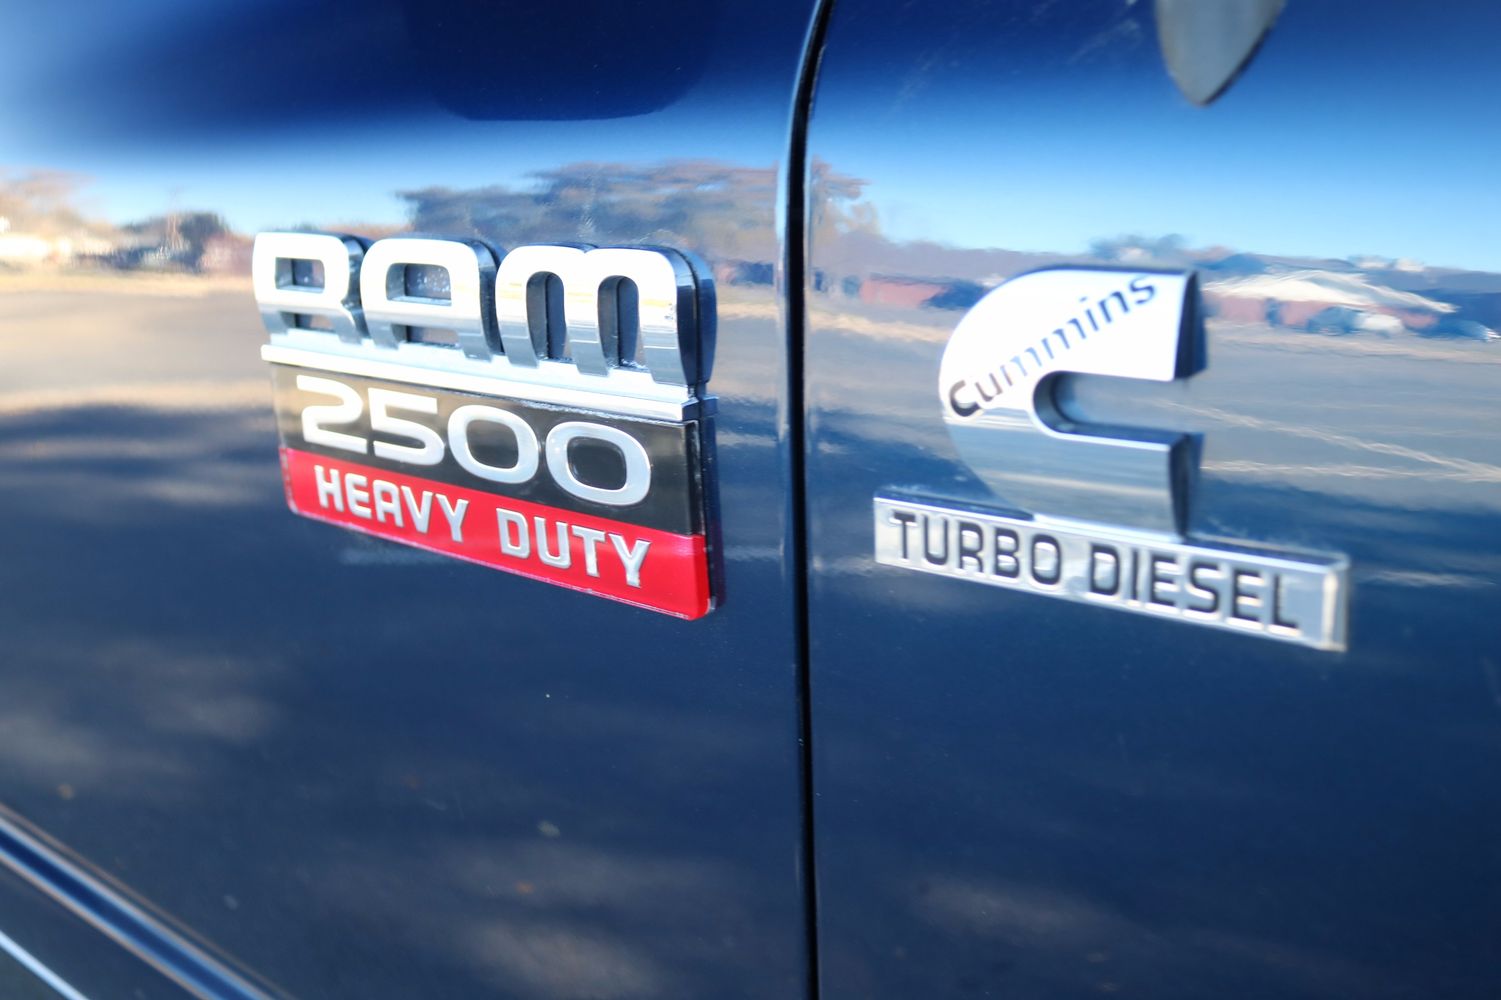 RAM
2500
HEAVY DUTY
Cummins
TURBO DIESEL